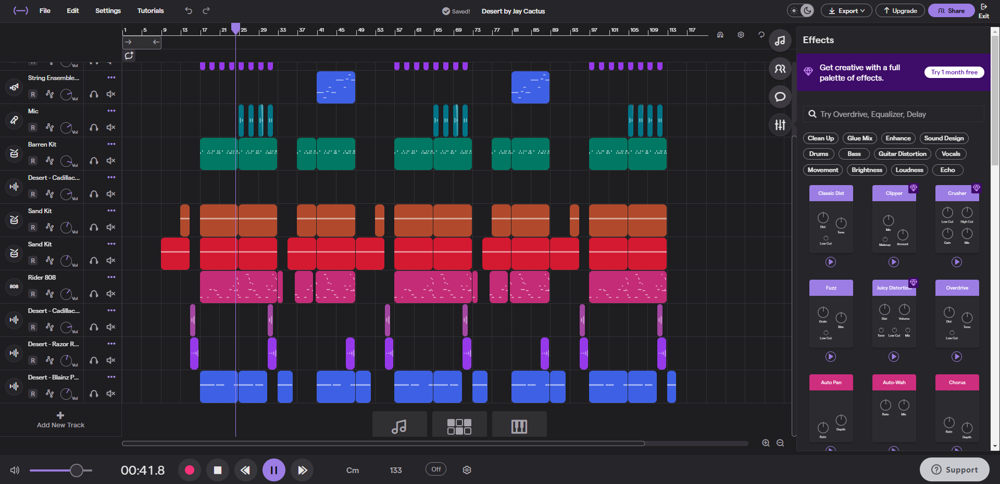 File Edit Settings Tutorials Saved! Desert by Jay Cactus Export Upgrade Share Exit
1 5 9 13 17 21 25 29 33 37 41 45 49 53 57 61 65 69 73 77 81 85 89 93 97 101 105 109 113 117
Vol
String Ensemble...
R Vol
Mic
R Vol
Barren Kit
R Vol
Desert - Cadillac...
R Vol
Sand Kit
R Vol
Sand Kit
R Vol
Rider 808
808 R Vol
Desert - Cadillac...
R Vol
Desert - Razor R...
R Vol
Desert - Blainz P...
R Vol
Add New Track
Effects
Get creative with a full
palette of effects.
Try 1 month free
Try Overdrive, Equalizer, Delay
Clean Up Glue Mix Enhance Sound Design
Drums Bass Guitar Distortion Vocals
Movement Brightness Loudness Echo
Classic Dist
Dist Tone
Low Cut
Clipper
Mix
Makeup Amount
Crusher
Low Cut High Cut
Gain Mix
Fuzz
Grain Bite
Low Cut
Juicy Distortion
Dist Volume
Tone Low Cut Mix
Overdrive
Dist Tone
Low Cut
Auto Pan
Rate Depth
Auto-Wah
Rate Mix
Chorus
Rate Depth
00:41.8 Cm 133 Off
Support